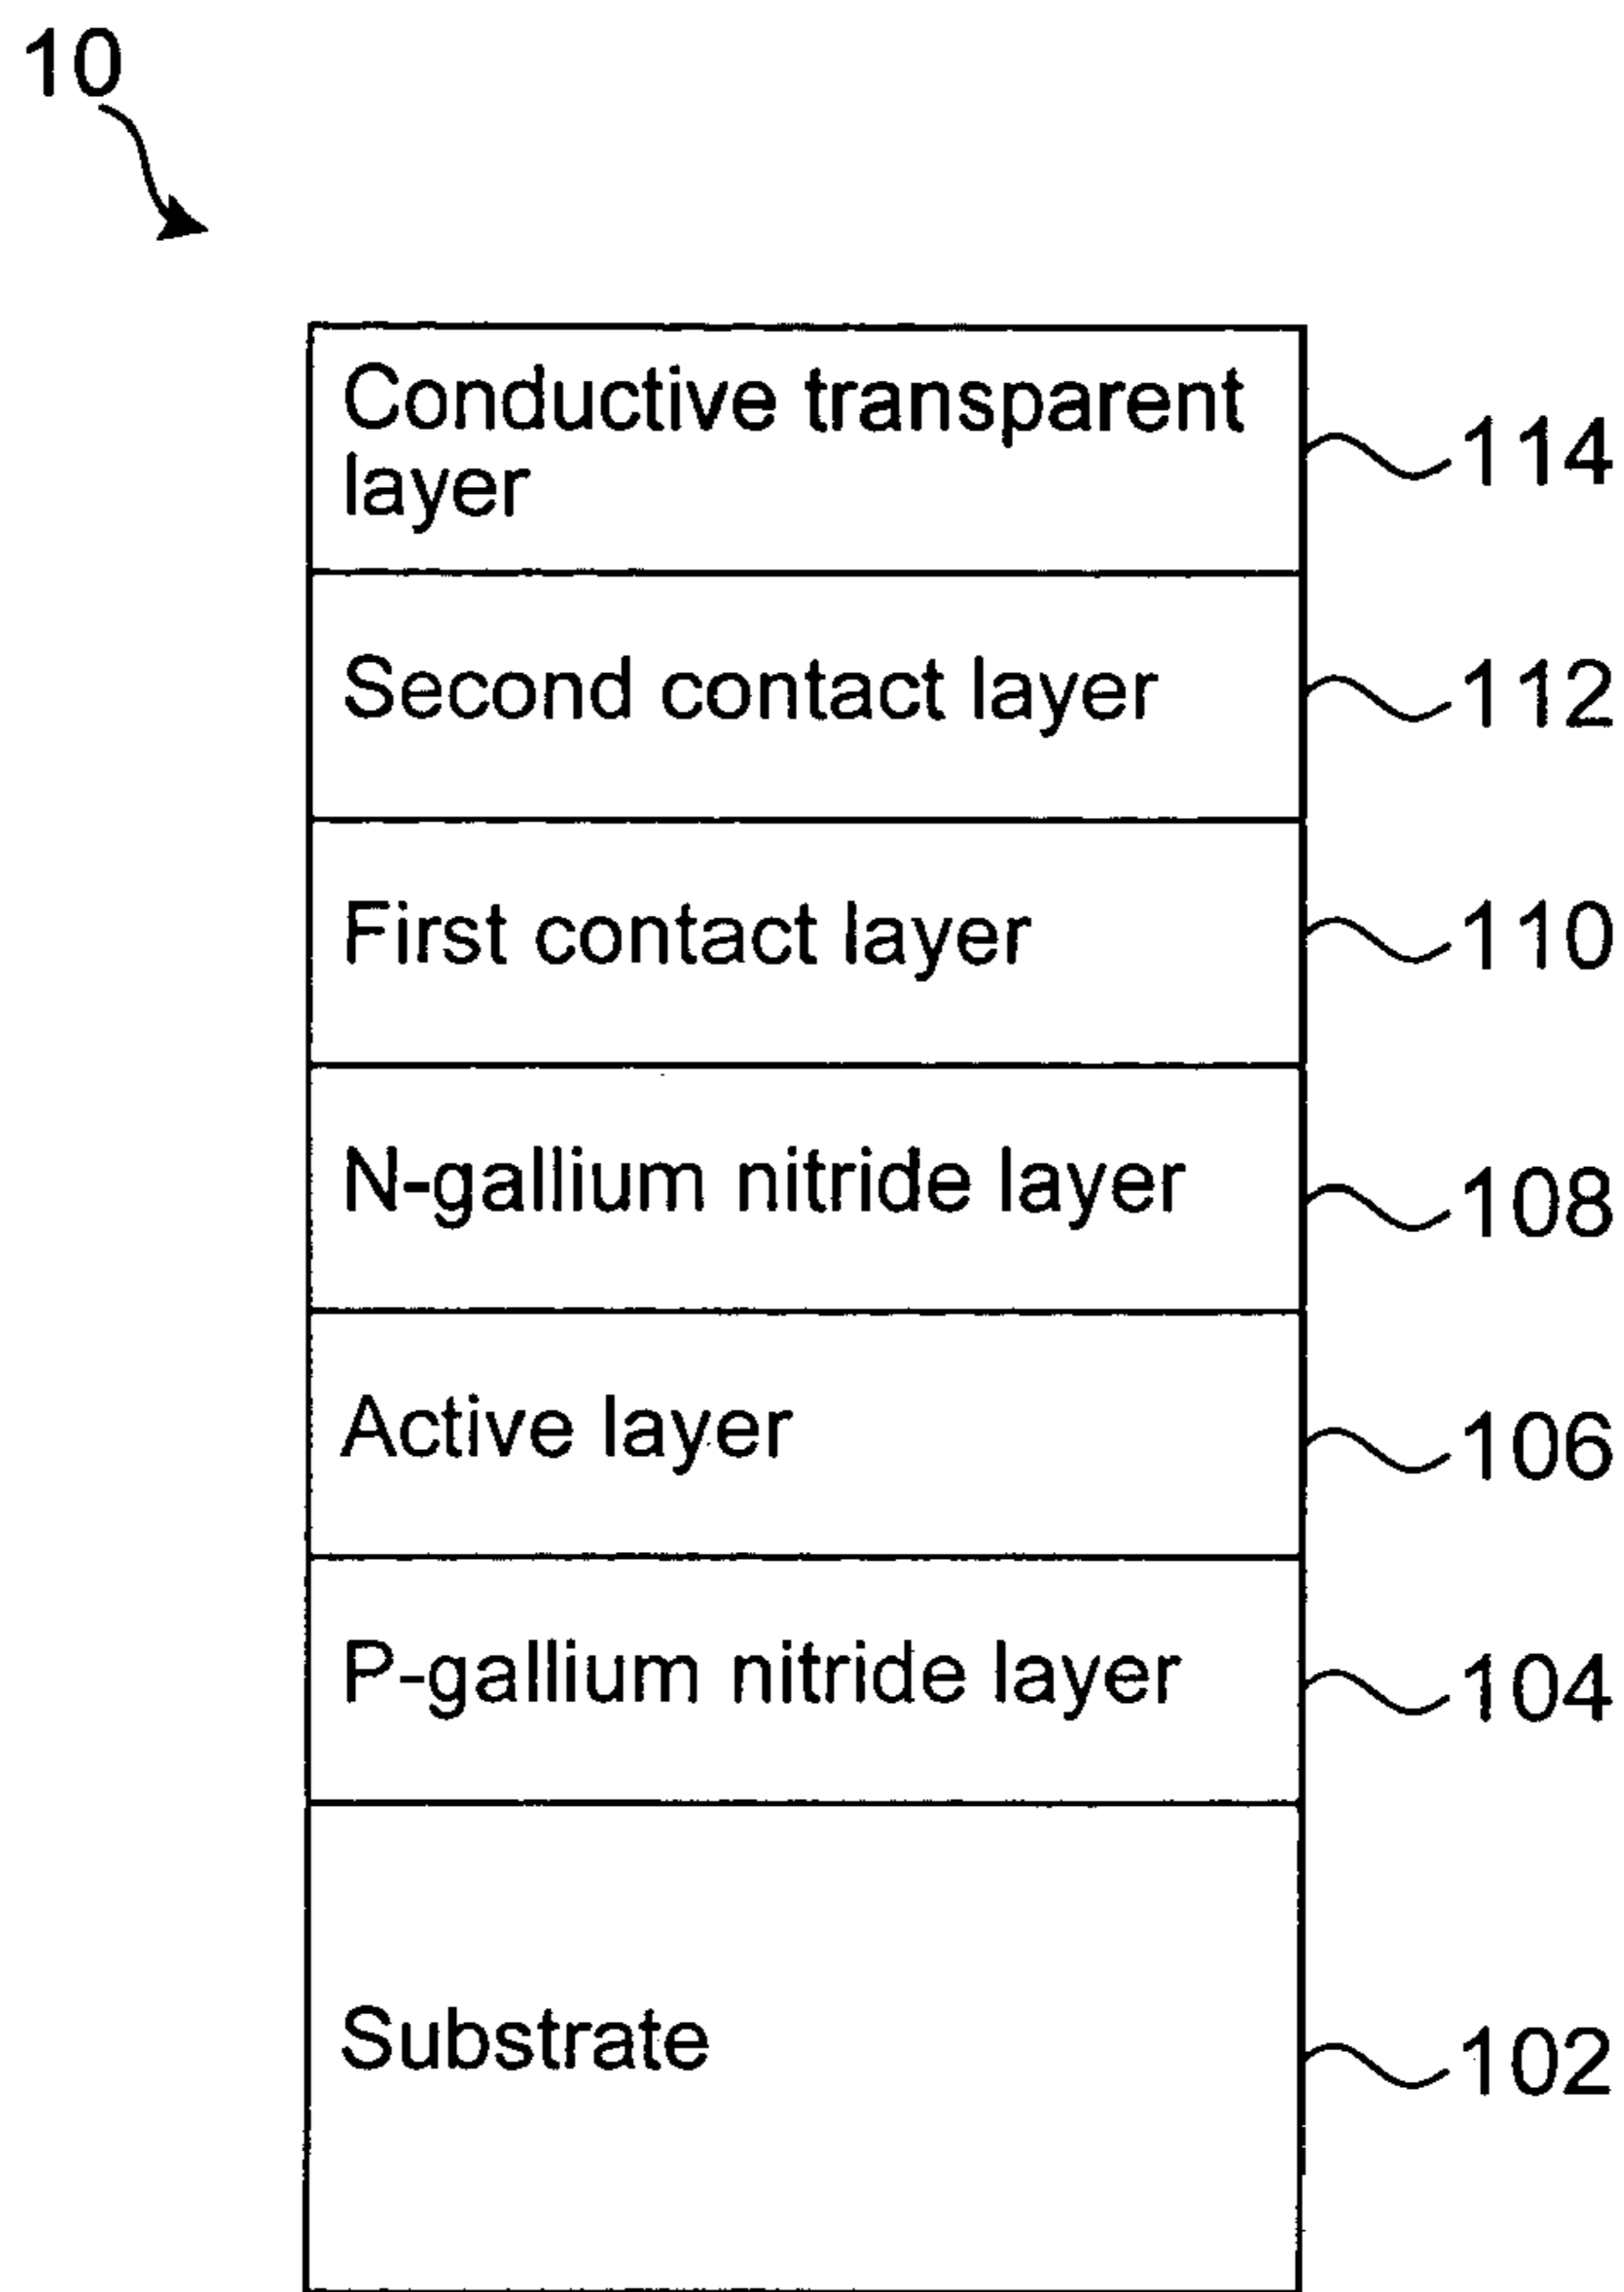 10
Conductive transparent
layer
114
Second contact layer
112
First contact layer
110
N-gallium nitride layer
108
Active layer
106
P-gallium nitride layer
104
Substrate
102